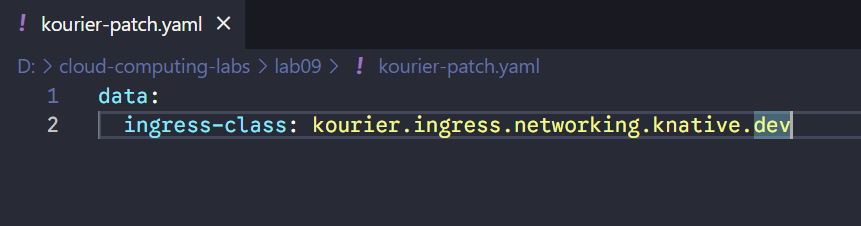 ! kourier-patch.yaml ×
D: > cloud-computing-labs > lab09 > ! kourier-patch.yaml
1 data:
2   ingress-class: kourier.ingress.networking.knative.dev